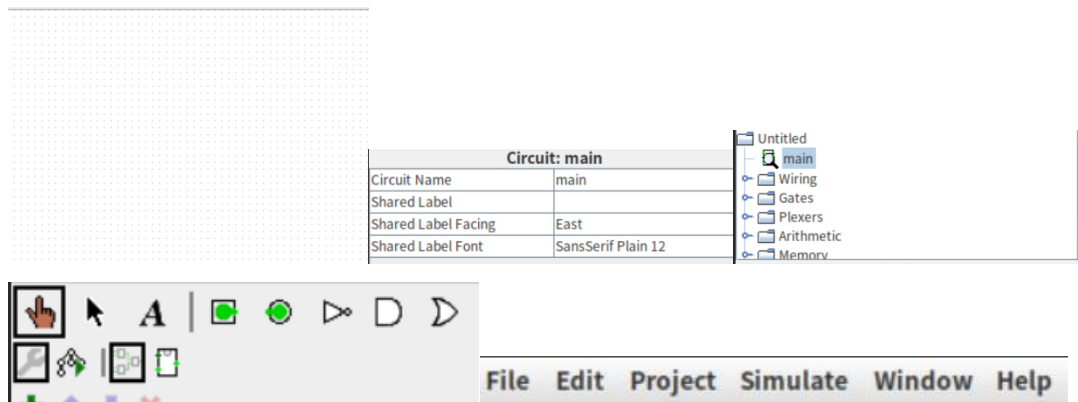 Untitled
main
Wiring
Gates
Plexers
Arithmetic
Memory
Circuit: main
Circuit Name main
Shared Label
Shared Label Facing East
Shared Label Font SansSerif Plain 12
A
File Edit Project Simulate Window Help